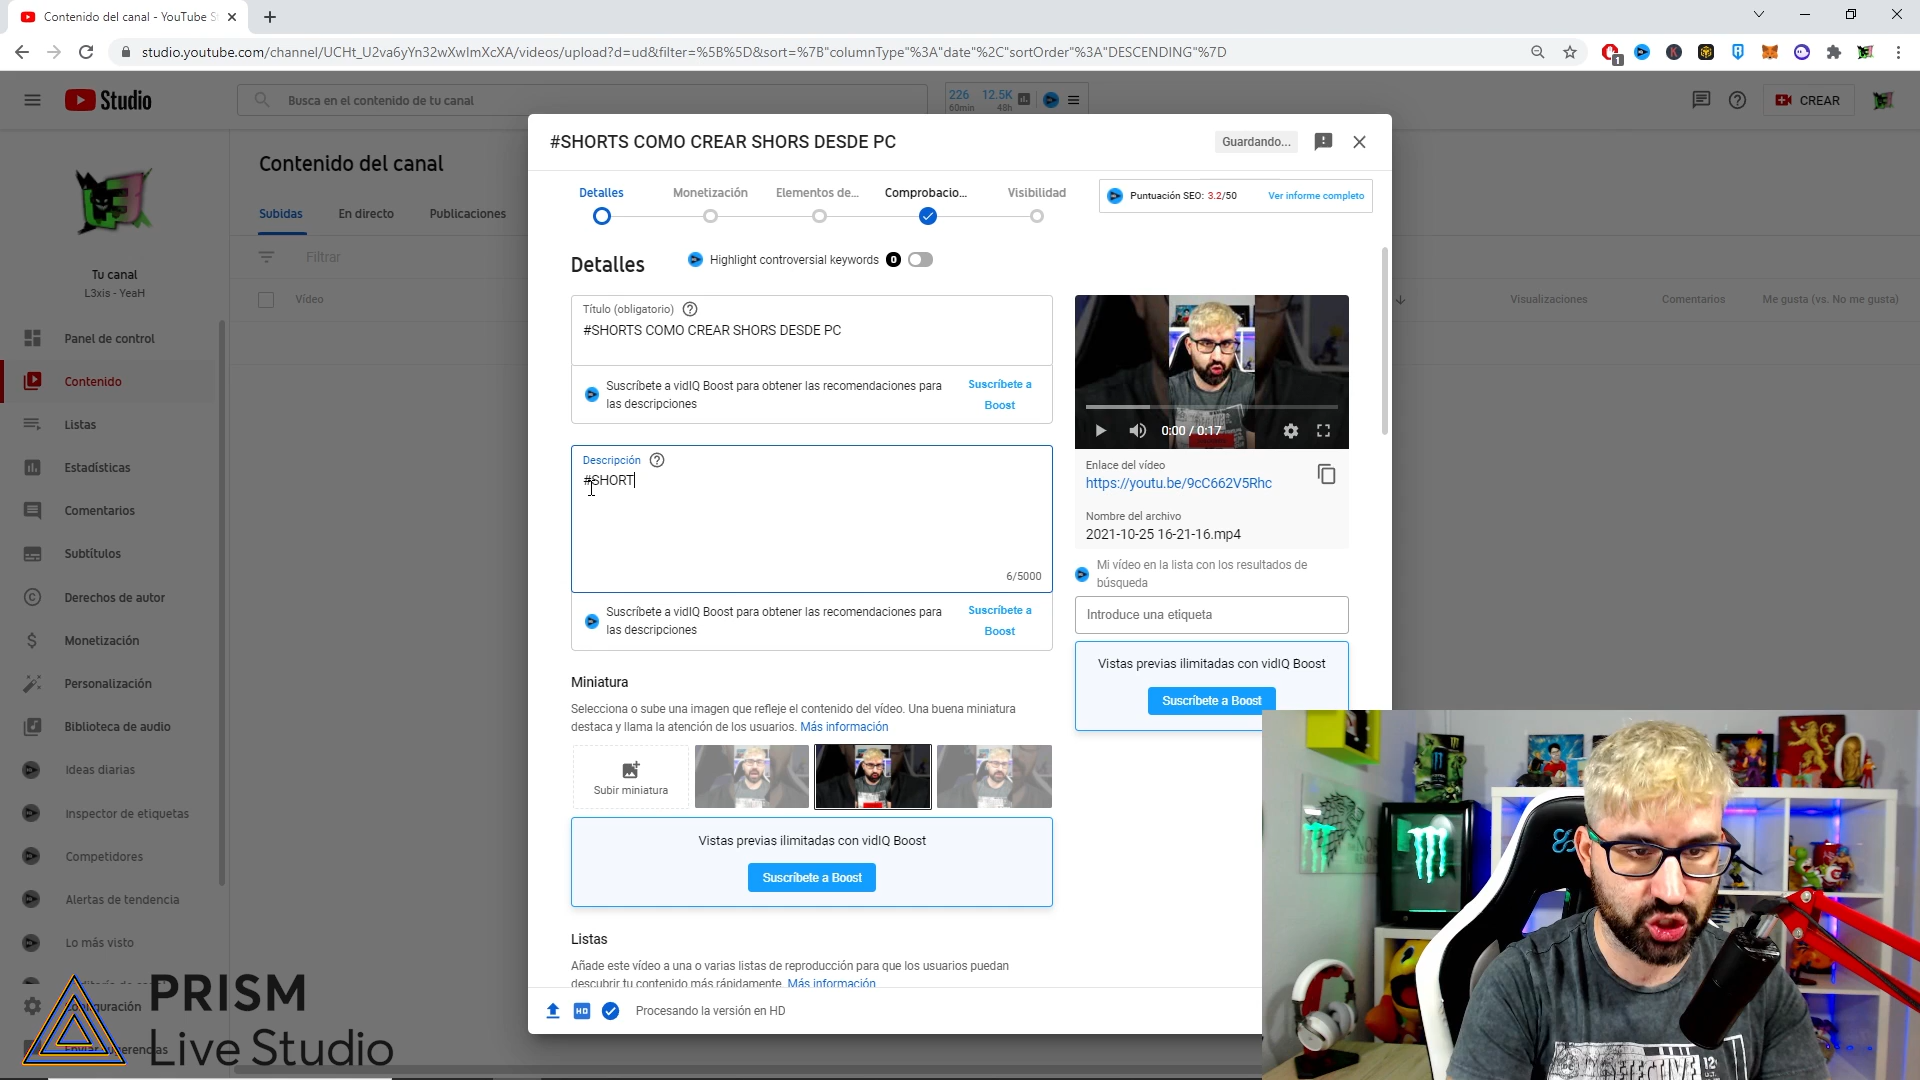 Contenido del canal - YouTube S
studio.youtube.com/channel/UCHt_U2va6yYn32wXwImXcXA/videos/upload?d=ud&filter=%5B%5D&sort=%7B"columnType"%3A"date"%2C"sortOrder"%3A"DESCENDING"%7D
1
Studio
Busca en el contenido de tu canal
226
60min
12.5K
48h
CREAR
Contenido del canal
Subidas
En directo
Publicaciones
Filtrar
Vídeo
Visualizaciones
Comentarios
Me gusta (vs. No me gusta)
Tu canal
L3xis - YeaH
Panel de control
Contenido
Listas
Estadísticas
Comentarios
Subtítulos
Derechos de autor
Monetización
Personalización
Biblioteca de audio
Ideas diarias
Inspector de etiquetas
Competidores
Alertas de tendencia
Lo más visto
PRISM
Live Studio
#SHORTS COMO CREAR SHORS DESDE PC
Guardando...
Detalles
Monetización
Elementos de...
Comprobacio...
Visibilidad
Puntuación SEO: 3.2/50
Ver informe completo
Detalles
Highlight controversial keywords
0
Título (obligatorio)
#SHORTS COMO CREAR SHORS DESDE PC
Suscríbete a vidIQ Boost para obtener las recomendaciones para
las descripciones
Suscríbete a
Boost
Descripción
#SHORT
6/5000
Suscríbete a vidIQ Boost para obtener las recomendaciones para
las descripciones
Suscríbete a
Boost
Miniatura
Selecciona o sube una imagen que refleje el contenido del vídeo. Una buena miniatura
destaca y llama la atención de los usuarios. Más información
Subir miniatura
Vistas previas ilimitadas con vidIQ Boost
Suscríbete a Boost
Listas
Añade este vídeo a una o varias listas de reproducción para que los usuarios puedan
descubrir tu contenido más rápidamente. Más información
HD
Procesando la versión en HD
0:00 / 0:17
Enlace del vídeo
https://youtu.be/9cC662V5Rhc
Nombre del archivo
2021-10-25 16-21-16.mp4
Mi vídeo en la lista con los resultados de
búsqueda
Introduce una etiqueta
Vistas previas ilimitadas con vidIQ Boost
Suscríbete a Boost